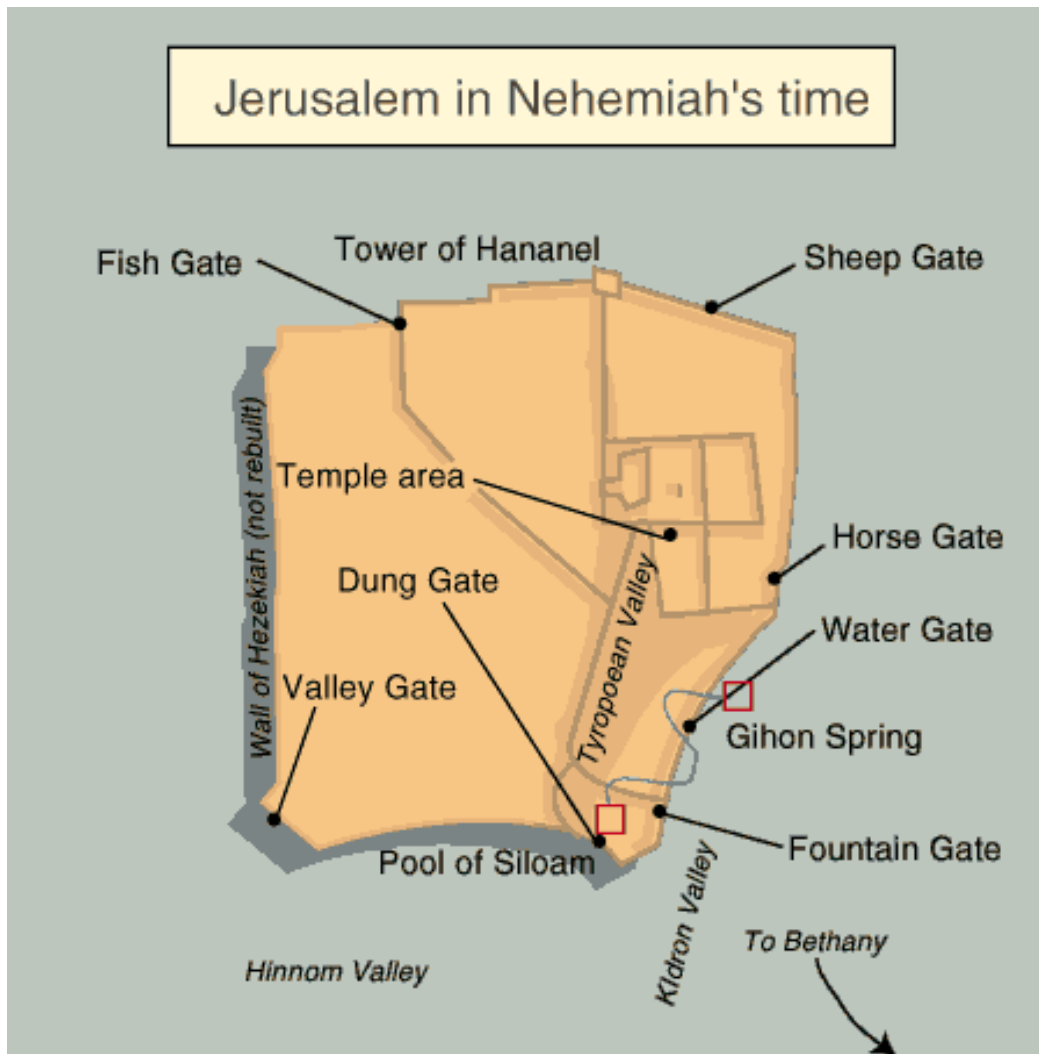 Jerusalem in Nehemiah's time
Tower of Hananel
Fish Gate
Sheep Gate
Wall of Hezekiah (not rebuilt)
Temple area
Horse Gate
Dung Gate
Tyropoean Valley
Water Gate
Valley Gate
Gihon Spring
Pool of Siloam
Fountain Gate
KIdron Valley
To Bethany
Hinnom Valley